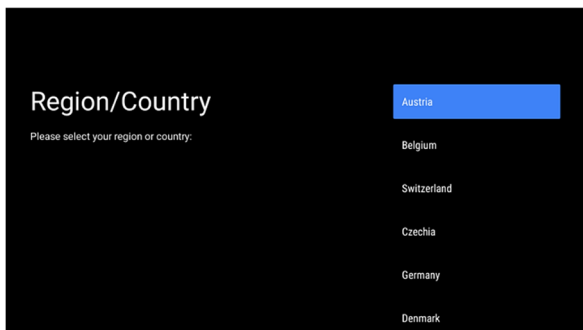 Region/Country
Please select your region or country:
Austria
Belgium
Switzerland
Czechia
Germany
Denmark